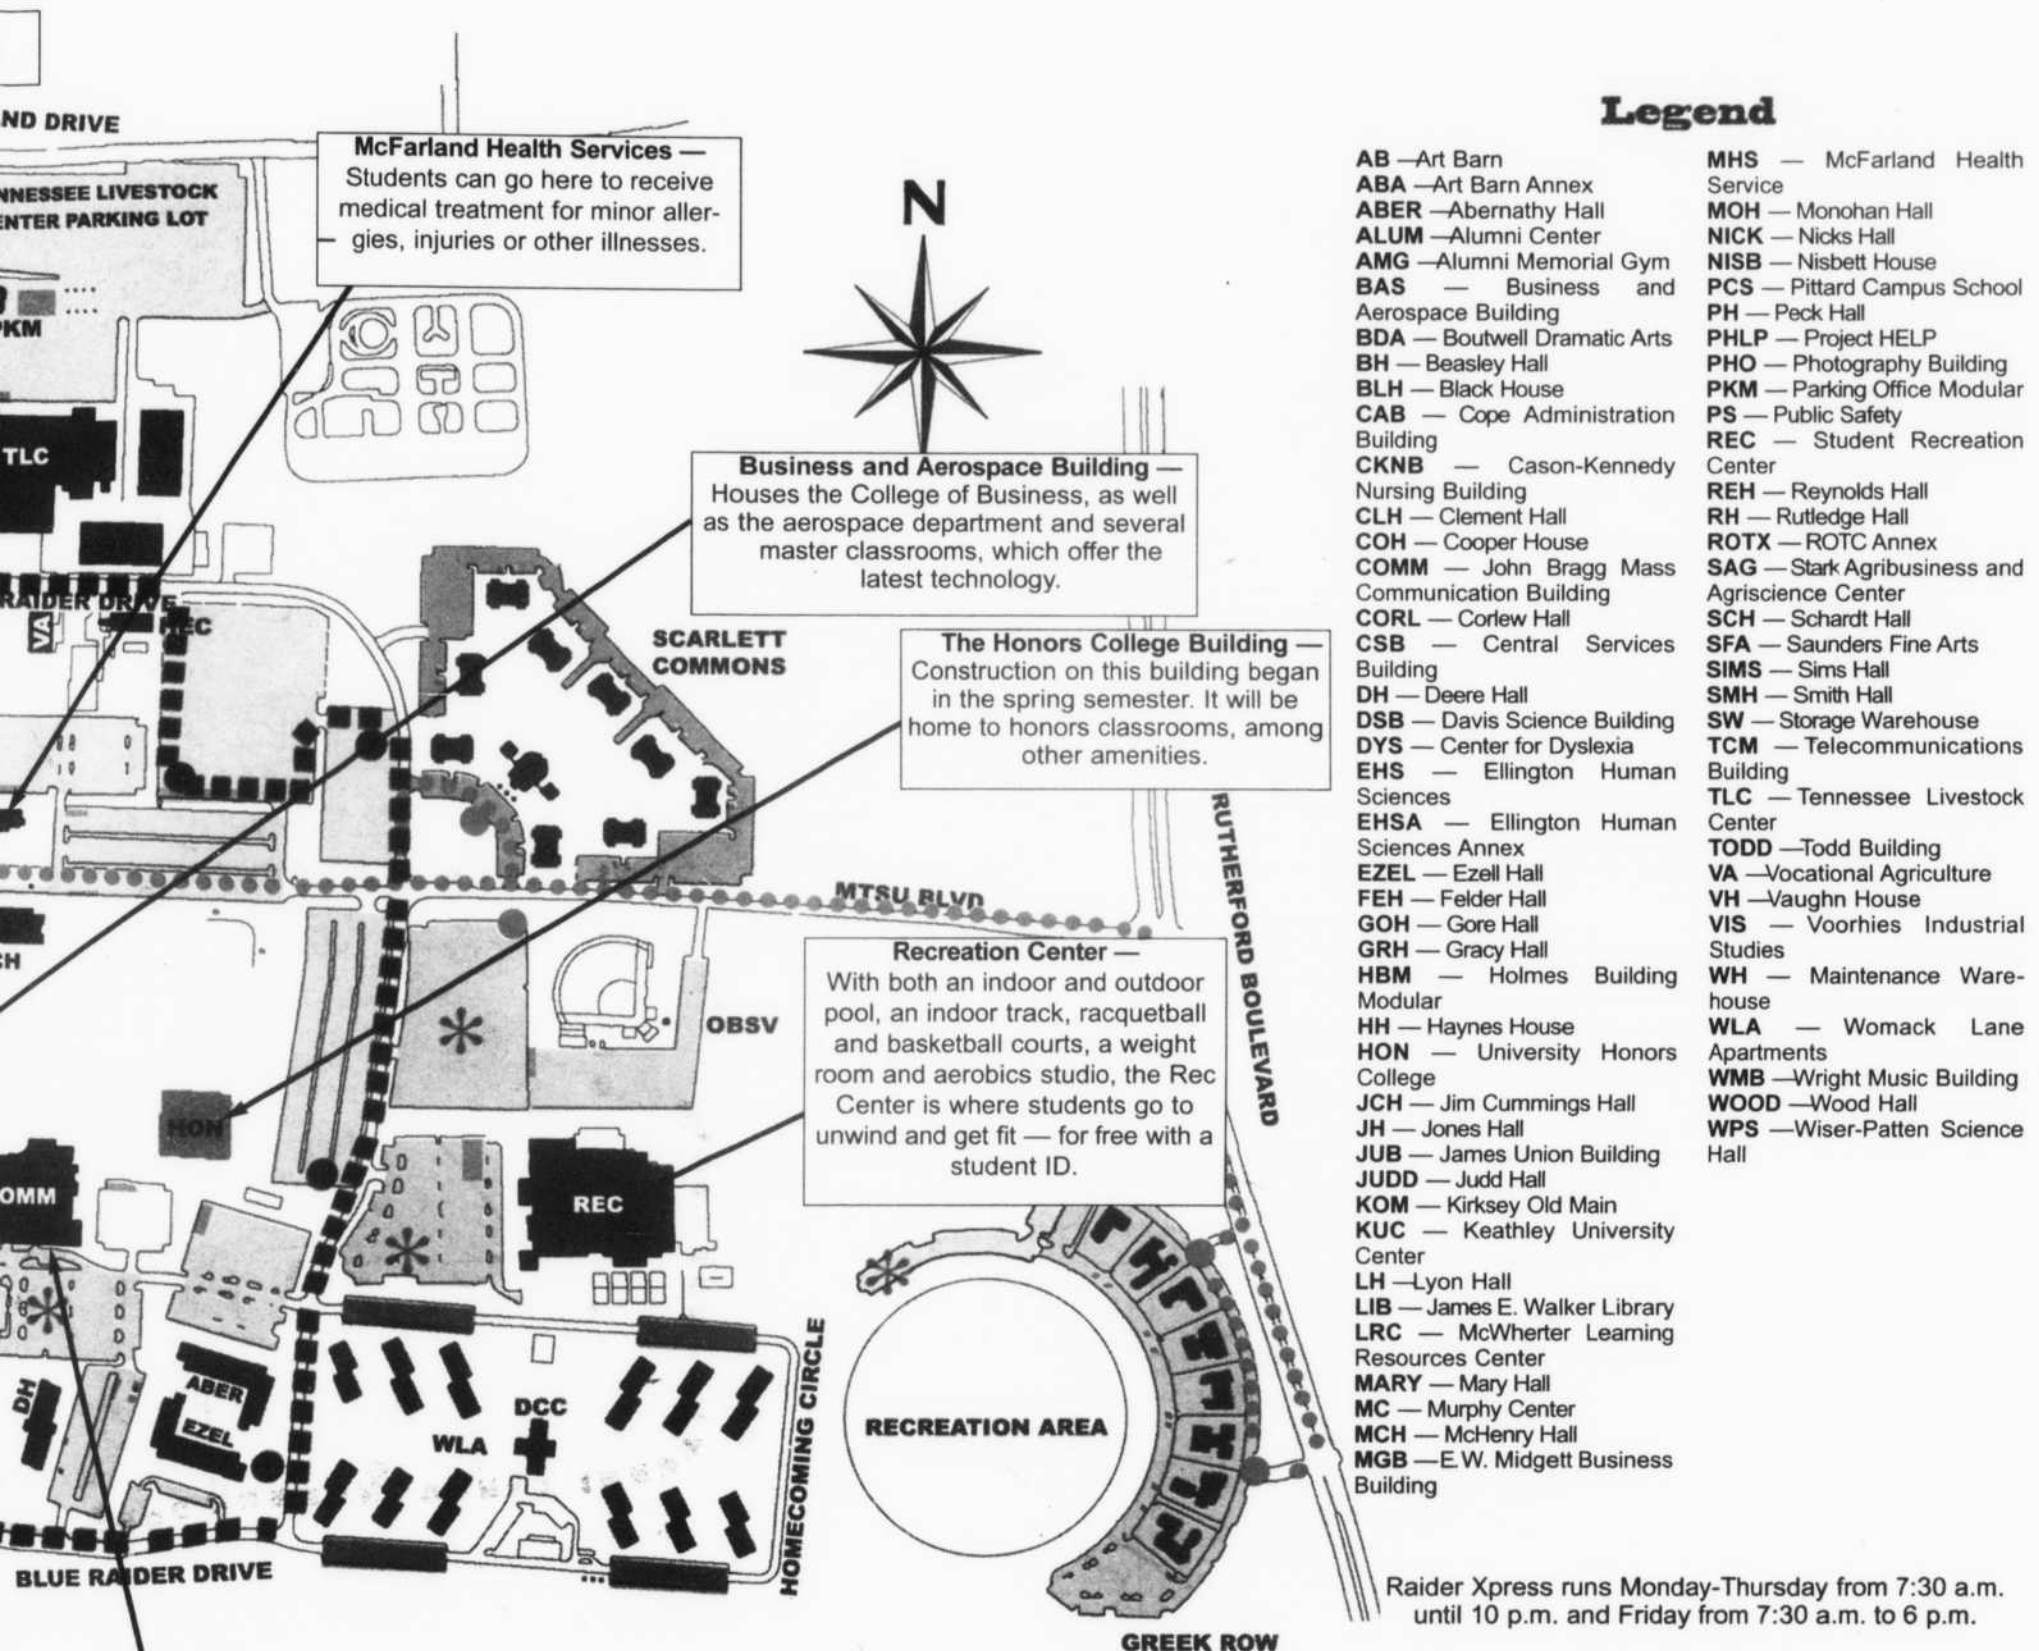 ND DRIVE
NNESSEE LIVESTOCK
ENTER PARKING LOT
PKM
TLC
RAIDER DRIVE
VA
CH
McFarland Health Services —
Students can go here to receive
medical treatment for minor aller-
gies, injuries or other illnesses.
N
Business and Aerospace Building —
Houses the College of Business, as well
as the aerospace department and several
master classrooms, which offer the
latest technology.
SCARLETT
COMMONS
The Honors College Building —
Construction on this building began
in the spring semester. It will be
home to honors classrooms, among
other amenities.
MTSU BLVD
RUTHERFORD BOULEVARD
OBSV
HON
OMM
Recreation Center —
With both an indoor and outdoor
pool, an indoor track, racquetball
and basketball courts, a weight
room and aerobics studio, the Rec
Center is where students go to
unwind and get fit — for free with a
student ID.
REC
DH
ABER
EZEL
WLA
DCC
HOMECOMING CIRCLE
RECREATION AREA
BLUE RAIDER DRIVE
GREEK ROW
Legend
AB —Art Barn
ABA —Art Barn Annex
ABER —Abernathy Hall
ALUM —Alumni Center
AMG —Alumni Memorial Gym
BAS — Business and
Aerospace Building
BDA — Boutwell Dramatic Arts
BH — Beasley Hall
BLH — Black House
CAB — Cope Administration
Building
CKNB — Cason-Kennedy
Nursing Building
CLH — Clement Hall
COH — Cooper House
COMM — John Bragg Mass
Communication Building
CORL — Corlew Hall
CSB — Central Services
Building
DH — Deere Hall
DSB — Davis Science Building
DYS — Center for Dyslexia
EHS — Ellington Human
Sciences
EHSA — Ellington Human
Sciences Annex
EZEL — Ezell Hall
FEH — Felder Hall
GOH — Gore Hall
GRH — Gracy Hall
HBM — Holmes Building
Modular
HH — Haynes House
HON — University Honors
College
JCH — Jim Cummings Hall
JH — Jones Hall
JUB — James Union Building
JUDD — Judd Hall
KOM — Kirksey Old Main
KUC — Keathley University
Center
LH —Lyon Hall
LIB — James E. Walker Library
LRC — McWherter Learning
Resources Center
MARY — Mary Hall
MC — Murphy Center
MCH — McHenry Hall
MGB —E.W. Midgett Business
Building
MHS — McFarland Health
Service
MOH — Monohan Hall
NICK — Nicks Hall
NISB — Nisbett House
PCS — Pittard Campus School
PH — Peck Hall
PHLP — Project HELP
PHO — Photography Building
PKM — Parking Office Modular
PS — Public Safety
REC — Student Recreation
Center
REH — Reynolds Hall
RH — Rutledge Hall
ROTX — ROTC Annex
SAG — Stark Agribusiness and
Agriscience Center
SCH — Schardt Hall
SFA — Saunders Fine Arts
SIMS — Sims Hall
SMH — Smith Hall
SW — Storage Warehouse
TCM — Telecommunications
Building
TLC — Tennessee Livestock
Center
TODD —Todd Building
VA —Vocational Agriculture
VH —Vaughn House
VIS — Voorhies Industrial
Studies
WH — Maintenance Ware-
house
WLA — Womack Lane
Apartments
WMB —Wright Music Building
WOOD —Wood Hall
WPS —Wiser-Patten Science
Hall
Raider Xpress runs Monday-Thursday from 7:30 a.m.
until 10 p.m. and Friday from 7:30 a.m. to 6 p.m.